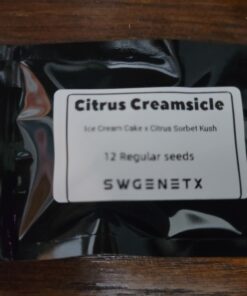 Citrus Creamsicle
Ice Cream Cake x Citrus Sorbet Kush
12 Regular seeds
SWGENETX